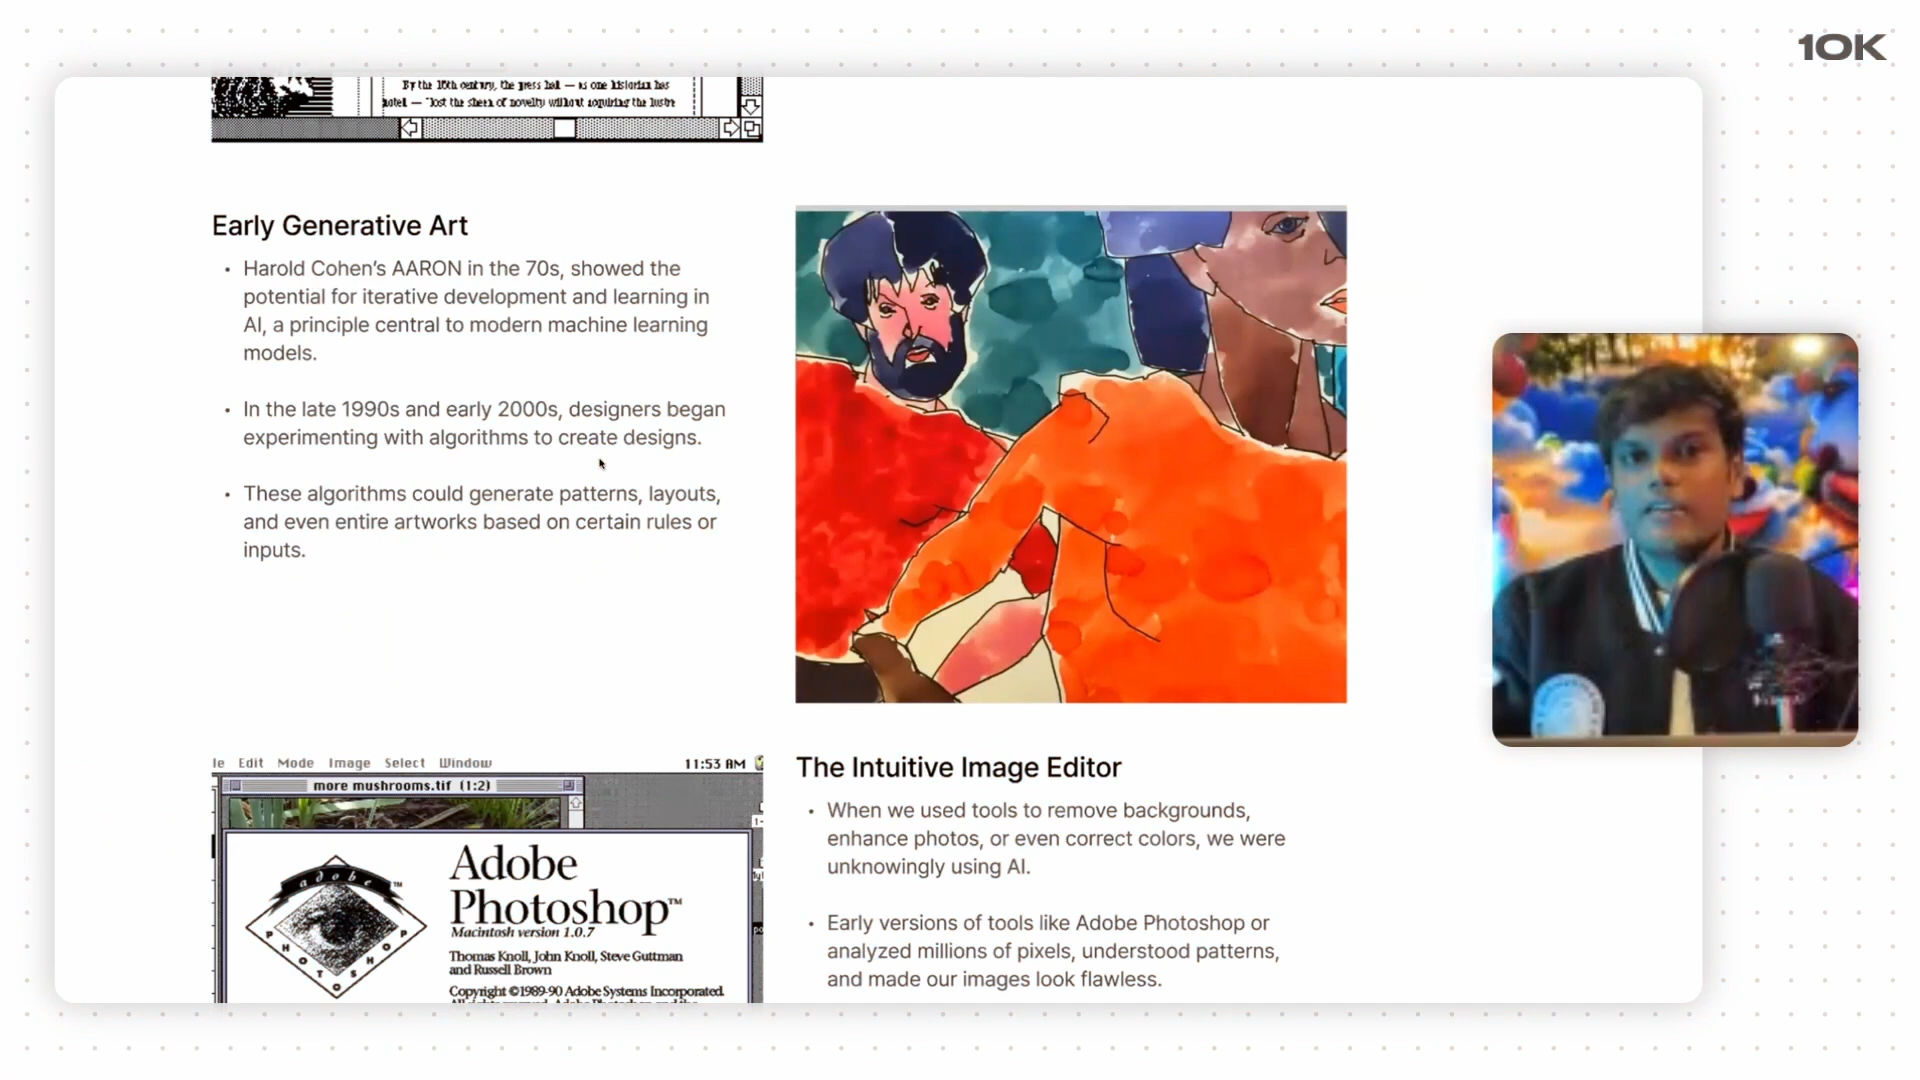 10K
By the 18th century, the press had — as one historian has
noted — "lost the sheen of novelty without acquiring the lustre
Early Generative Art
• Harold Cohen's AARON in the 70s, showed the
potential for iterative development and learning in
AI, a principle central to modern machine learning
models.
• In the late 1990s and early 2000s, designers began
experimenting with algorithms to create designs.
• These algorithms could generate patterns, layouts,
and even entire artworks based on certain rules or
inputs.
le Edit Mode Image Select Window 11:53 AM
more mushrooms.tif (1:2)
adobe™
PHOTOSHOP
Adobe
Photoshop™
Macintosh version 1.0.7
Thomas Knoll, John Knoll, Steve Guttman
and Russell Brown
Copyright ©1989-90 Adobe Systems Incorporated.
The Intuitive Image Editor
• When we used tools to remove backgrounds,
enhance photos, or even correct colors, we were
unknowingly using AI.
• Early versions of tools like Adobe Photoshop or
analyzed millions of pixels, understood patterns,
and made our images look flawless.